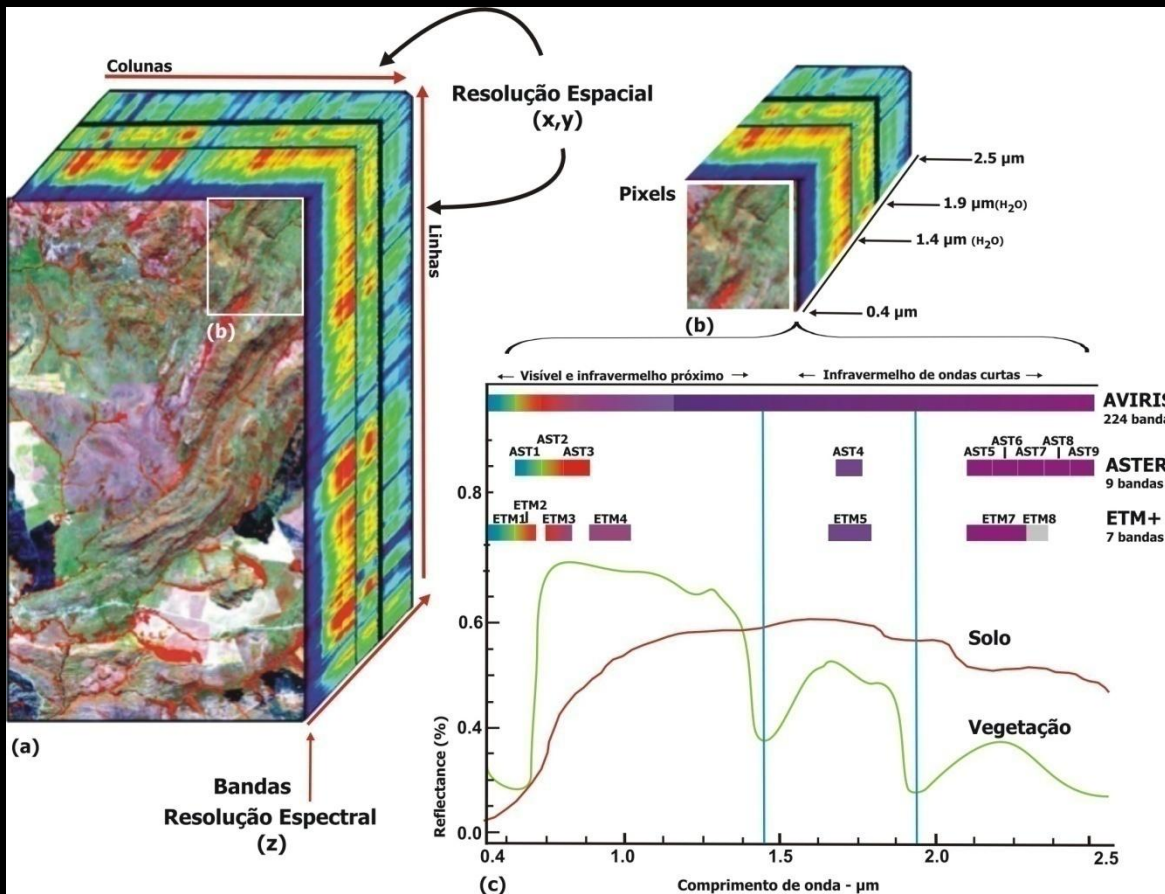 Colunas
Resolução Espacial
(x,y)
Linhas
(b)
(a)
Bandas
Resolução Espectral
(z)
Pixels
(b)
2.5 µm
1.9 µm(H₂O)
1.4 µm (H₂O)
0.4 µm
Visível e infravermelho próximo
Infravermelho de ondas curtas
AVIRIS
224 banda
AST1
AST2
AST3
AST4
AST5
AST6
AST7
AST8
AST9
ASTER
9 bandas
ETM1
ETM2
ETM3
ETM4
ETM5
ETM7
ETM8
ETM+
7 bandas
0.8
0.6
0.4
0.2
0.0
Reflectance (%)
Solo
Vegetação
0.4
1.0
1.5
2.0
2.5
(c)
Comprimento de onda - µm